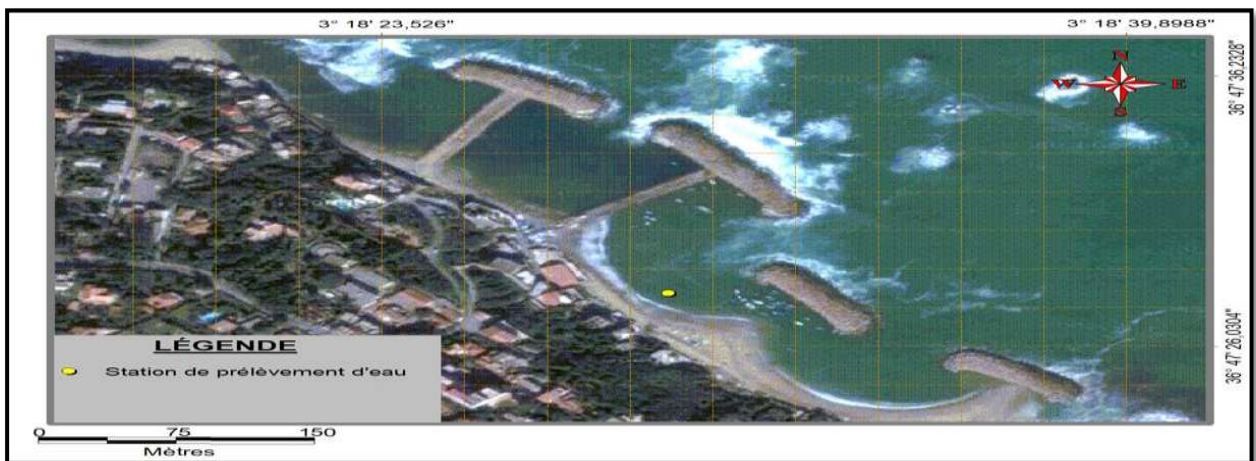 3° 18' 23,526"
3° 18' 39,8988"
36° 47' 36,2328"
N
W
E
S
36° 47' 26,0304"
LÉGENDE
Station de prélèvement d'eau
0 75 150
Mètres